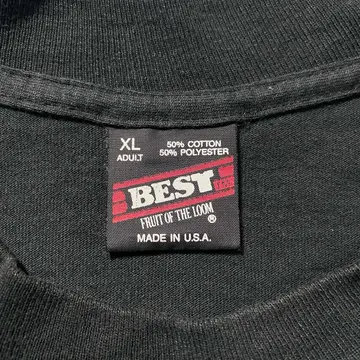 XL
ADULT
50% COTTON
50% POLYESTER
BEST
FRUIT OF THE LOOM ®
MADE IN U.S.A.